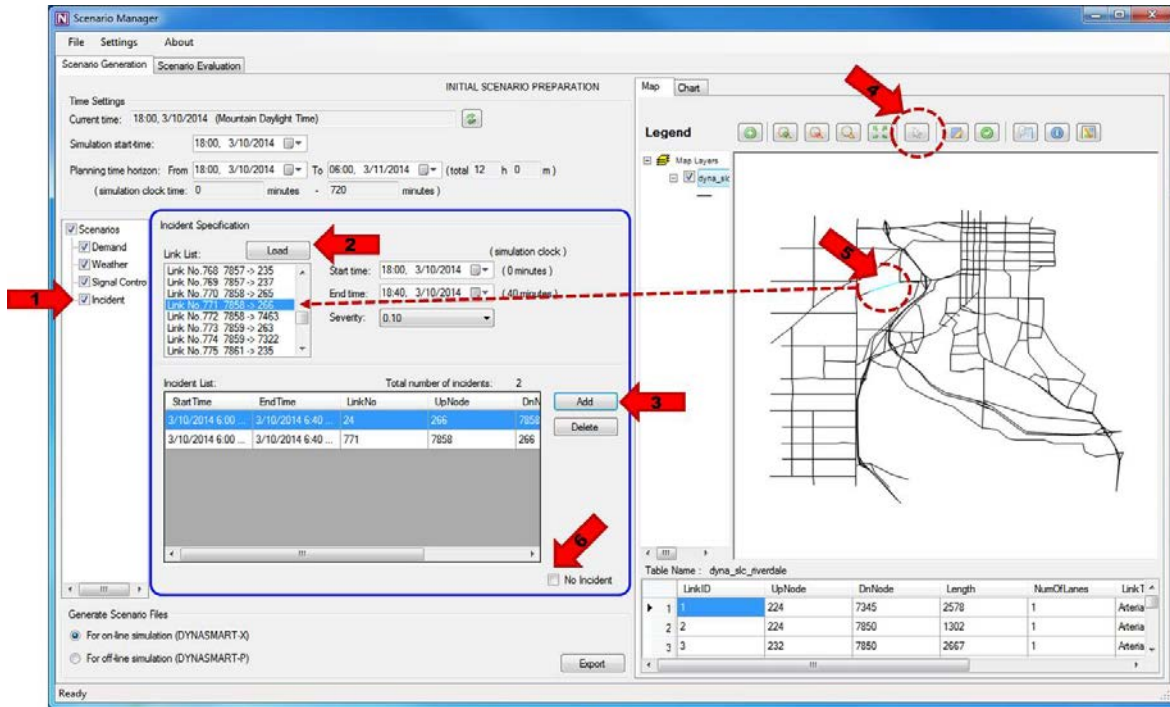 Scenario Manager
File Settings About
Scenario Generation Scenario Evaluation
INITIAL SCENARIO PREPARATION
Time Settings
Current time: 18:00, 3/10/2014 (Mountain Daylight Time)
Simulation start-time: 18:00, 3/10/2014
Planning time horizon: From 18:00, 3/10/2014 To 06:00, 3/11/2014 (total 12 h 0 m)
(simulation clock time: 0 minutes - 720 minutes)
Scenarios
Demand
Weather
Signal Contro
Incident
1
Incident Specification
Link List: Load
2
(simulation clock)
Link No.768 7857 -> 235
Link No.769 7857 -> 237
Link No.770 7858 -> 265
Link No.771 7858 -> 266
Link No.772 7858 -> 7463
Link No.773 7859 -> 263
Link No.774 7859 -> 7322
Link No.775 7861 -> 235
Start time: 18:00, 3/10/2014 (0 minutes)
End time: 18:40, 3/10/2014 (40 minutes)
Severity: 0.10
Incident List: Total number of incidents: 2
StartTime EndTime LinkNo UpNode DnN
3/10/2014 6:00 ... 3/10/2014 6:40 ... 24 266 7858
3/10/2014 6:00 ... 3/10/2014 6:40 ... 771 7858 266
Add
3
Delete
6
No Incident
Generate Scenario Files
For on-line simulation (DYNASMART-X)
For off-line simulation (DYNASMART-P)
Export
Ready
Map Chart
4
Legend
Map Layers
dyna_slc
5
Table Name : dyna_slc_riverdale
LinkID UpNode DnNode Length NumOfLanes LinkT
1 1 224 7345 2578 1 Arteria
2 2 224 7850 1302 1 Arteria
3 3 232 7850 2667 1 Arteria